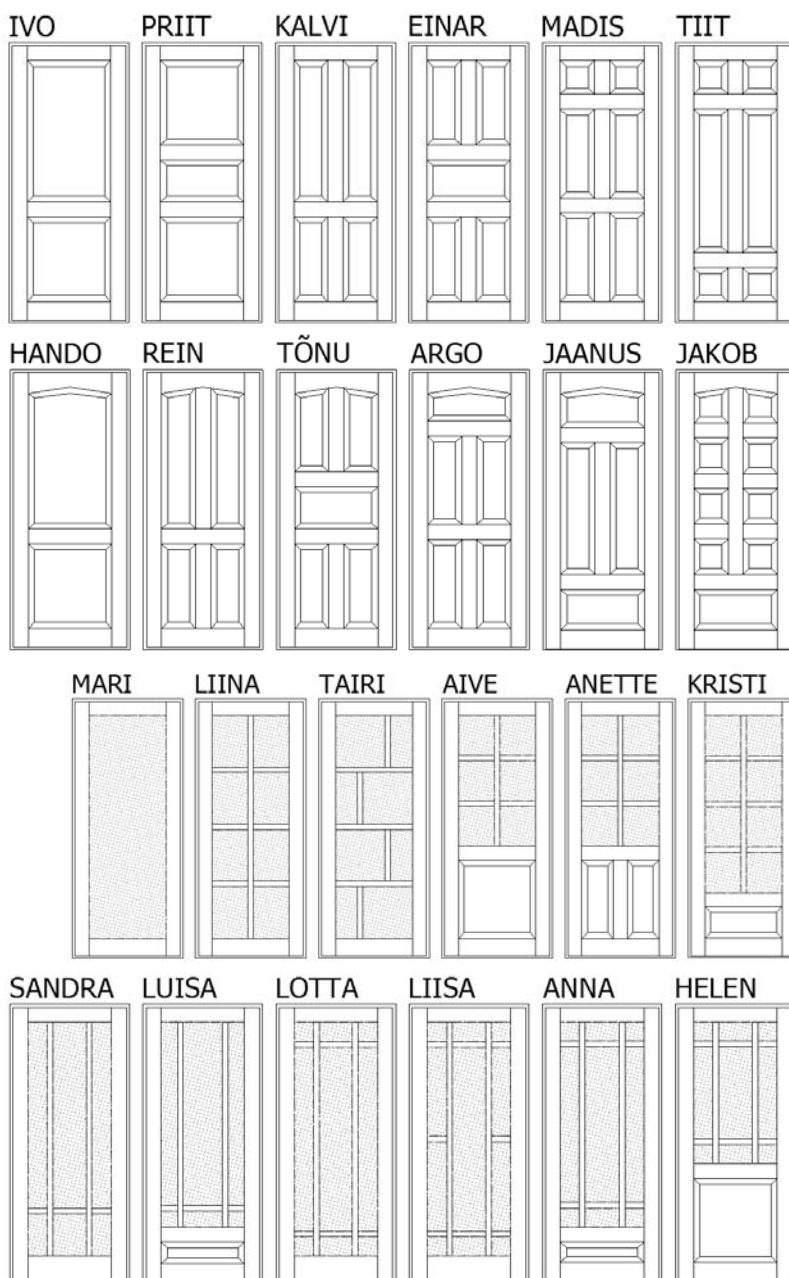 IVO PRIIT KALVI EINAR MADIS TIIT
HANDO REIN TÕNU ARGO JAANUS JAKOB
MARI LIINA TAIRI AIVE ANETTE KRISTI
SANDRA LUISA LOTTA LIISA ANNA HELEN